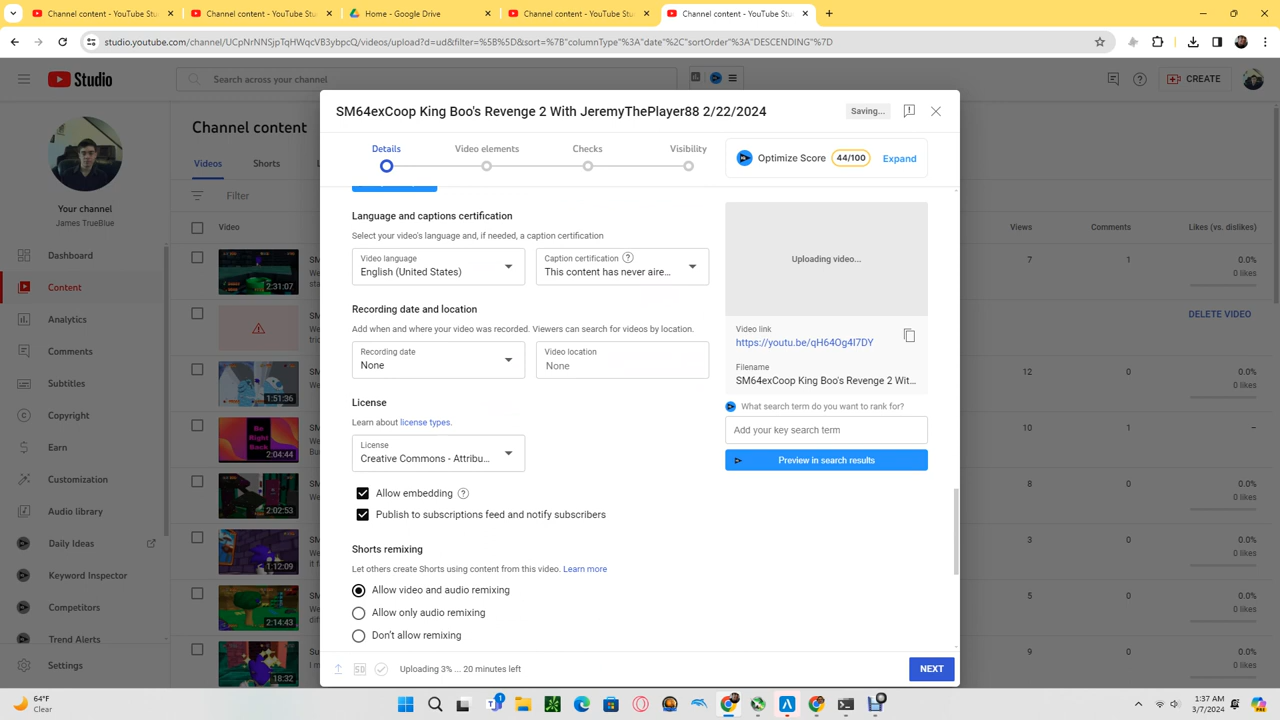 Content - YouTube S
Channel content - YouTube Stu
Channel content - YouTube Stu
Home - Google Drive
Channel content - YouTube Stu
Channel content - YouTube Stu
studio.youtube.com/channel/UCpNrNNSjpTqHWqcVB3ybpcQ/videos/upload?d=ud&filter=%5B%5D&sort=%7B"columnType"%3A"date"%2C"sortOrder"%3A"DESCENDING"%7D
Studio
Search across your channel
CREATE
Your channel
James TrueBlue
Dashboard
Content
Analytics
Comments
Subtitles
Copyright
Earn
Customization
Audio library
Daily Ideas
Keyword Inspector
Competitors
Trend Alerts
Settings
Channel content
Videos
Shorts
Filter
Video
2:31:07
1:51:36
Be
Right
Back
2:04:44
2:02:53
1:12:09
2:14:43
18:32
SM64exCoop King Boo's Revenge 2 With JeremyThePlayer88 2/22/2024
Saving...
Details
Video elements
Checks
Visibility
Optimize Score
44/100
Expand
Language and captions certification
Select your video's language and, if needed, a caption certification
Video language
English (United States)
Caption certification
This content has never aire...
Recording date and location
Add when and where your video was recorded. Viewers can search for videos by location.
Recording date
None
Video location
None
License
Learn about license types.
License
Creative Commons - Attribu...
Allow embedding
Publish to subscriptions feed and notify subscribers
Shorts remixing
Let others create Shorts using content from this video. Learn more
Allow video and audio remixing
Allow only audio remixing
Don't allow remixing
Uploading video...
Video link
https://youtu.be/qH64Og4I7DY
Filename
SM64exCoop King Boo's Revenge 2 Wit...
What search term do you want to rank for?
Add your key search term
Preview in search results
SD
Uploading 3% ... 20 minutes left
NEXT
Views
Comments
Likes (vs. dislikes)
7
1
0.0%
0 likes
DELETE VIDEO
12
0
0.0%
0 likes
10
1
–
8
0
0.0%
0 likes
3
0
0.0%
0 likes
5
0
0.0%
0 likes
9
0
0.0%
0 likes
64°F
Clear
1
1:37 AM
3/7/2024